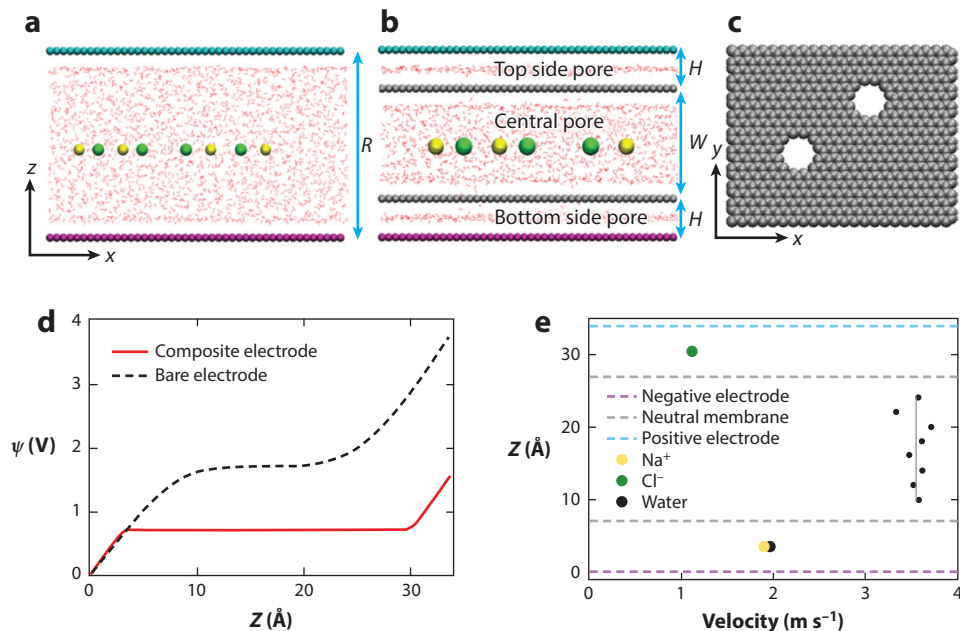 a
z
x
R
b
Top side pore
Central pore
Bottom side pore
H
W
H
c
y
x
d
ψ (V)
4
3
2
1
0
Composite electrode
Bare electrode
0 10 20 30
Z (Å)
e
Z (Å)
30
20
10
0
Negative electrode
Neutral membrane
Positive electrode
Na⁺
Cl⁻
Water
0 1 2 3 4
Velocity (m s⁻¹)